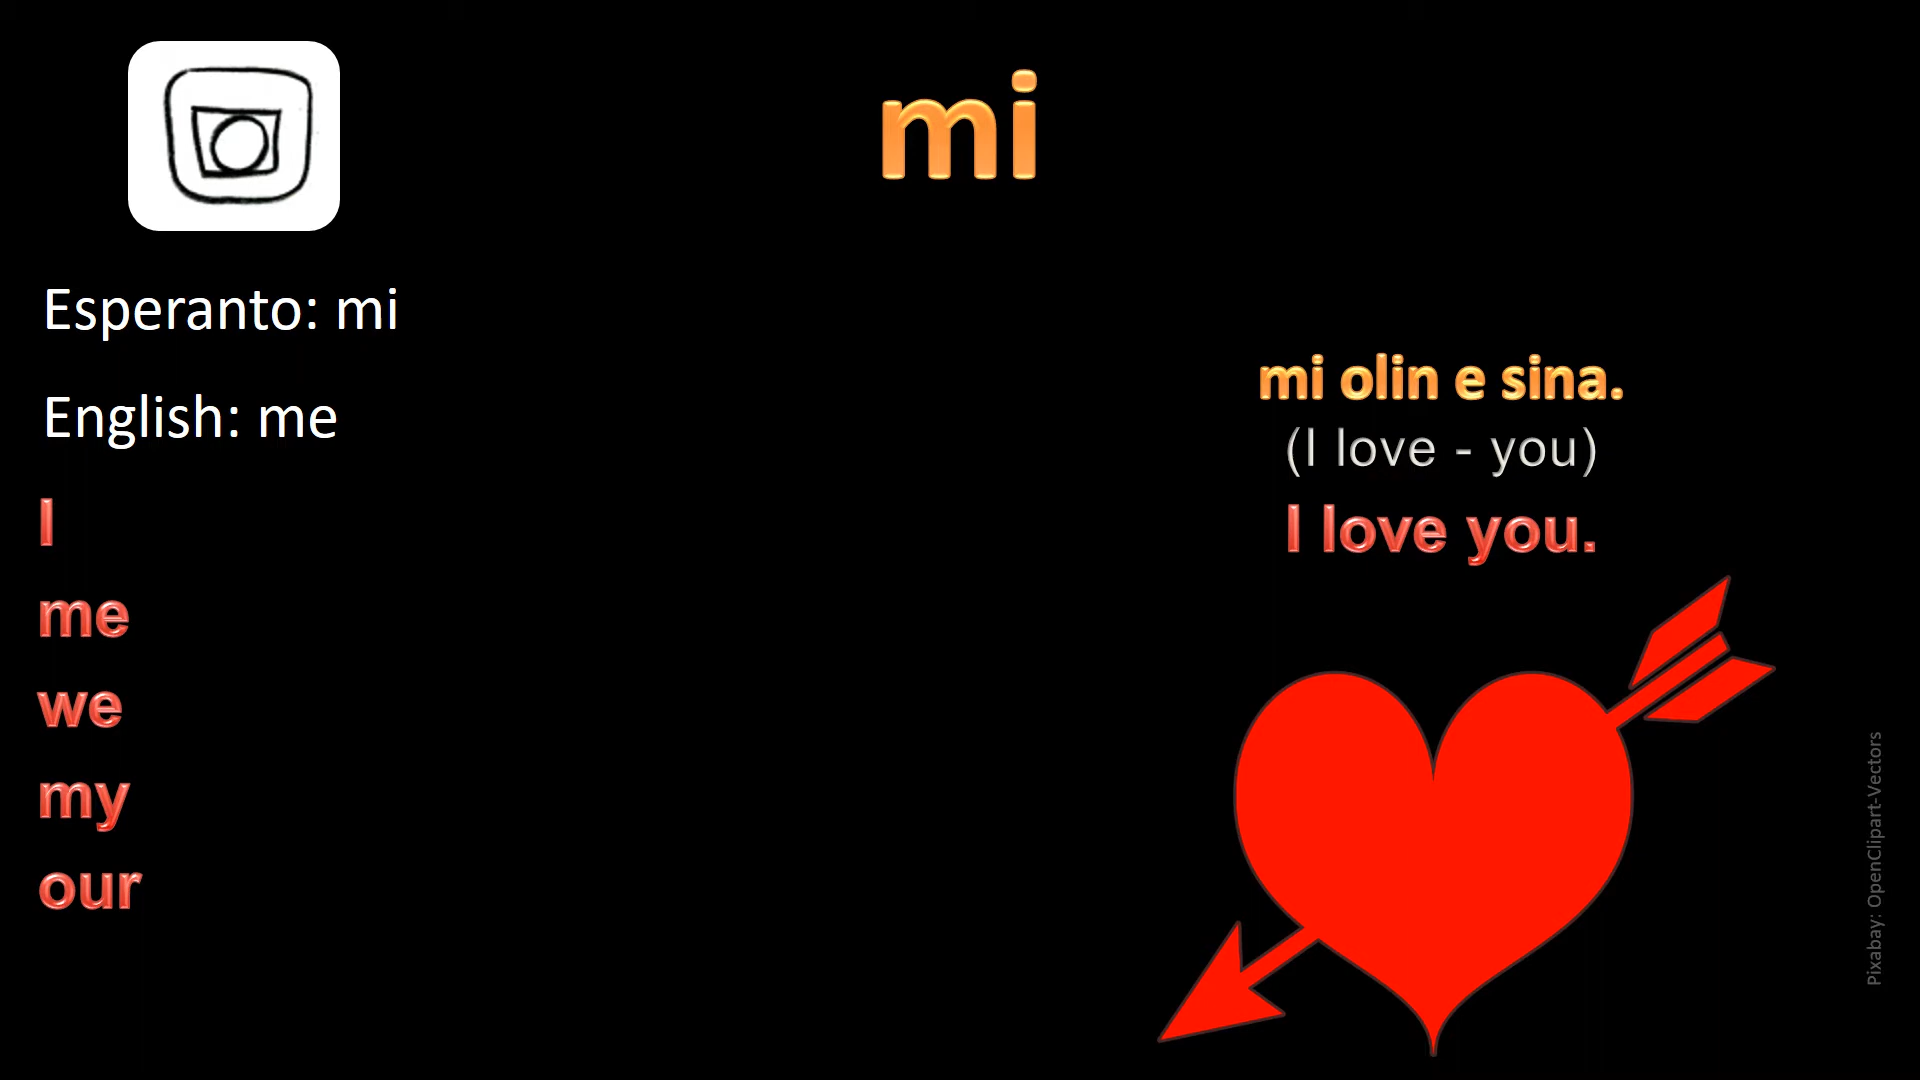 mi
Esperanto: mi
English: me
I
me
we
my
our
mi olin e sina.
(I love - you)
I love you.
Pixabay: OpenClipart-Vectors